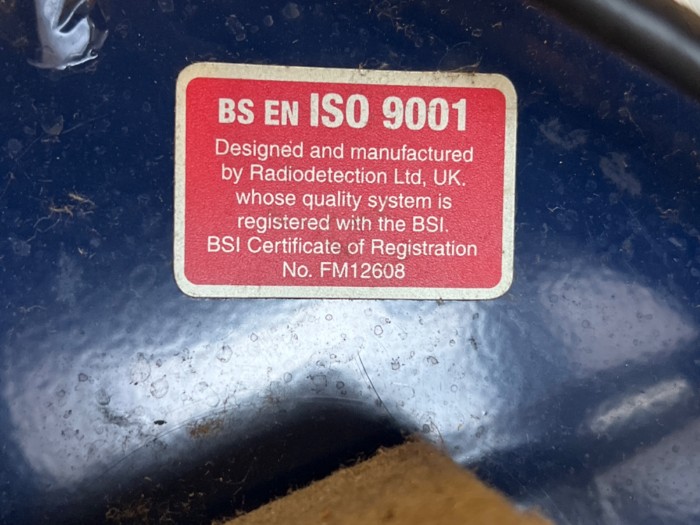 BS EN ISO 9001
Designed and manufactured
by Radiodetection Ltd, UK.
whose quality system is
registered with the BSI.
BSI Certificate of Registration
No. FM12608